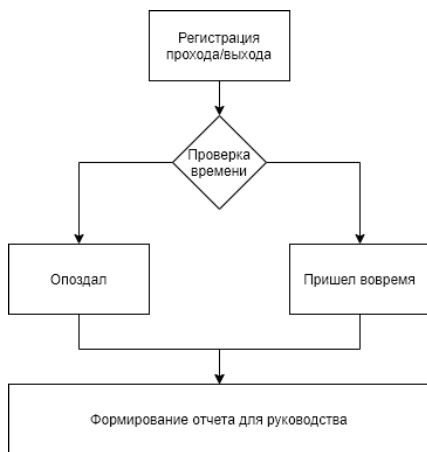 Регистрация
прохода/выхода
Проверка
времени
Опоздал
Пришел вовремя
Формирование отчета для руководства